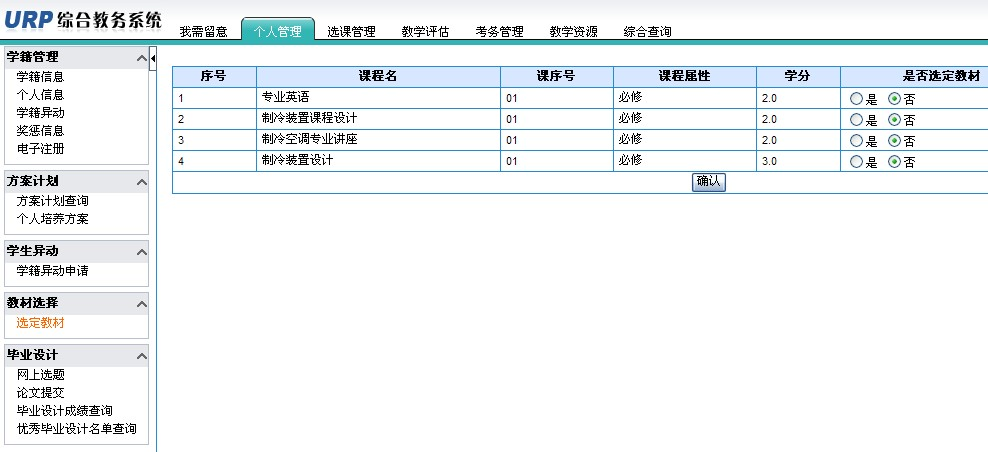 URP 综合教务系统
我需留意 个人管理 选课管理 教学评估 考务管理 教学资源 综合查询
学籍管理
学籍信息
个人信息
学籍异动
奖惩信息
电子注册
方案计划
方案计划查询
个人培养方案
学生异动
学籍异动申请
教材选择
选定教材
毕业设计
网上选题
论文提交
毕业设计成绩查询
优秀毕业设计名单查询
序号 课程名 课序号 课程属性 学分 是否选定教材
1 专业英语 01 必修 2.0 是 否
2 制冷装置课程设计 01 必修 2.0 是 否
3 制冷空调专业讲座 01 必修 2.0 是 否
4 制冷装置设计 01 必修 3.0 是 否
确认